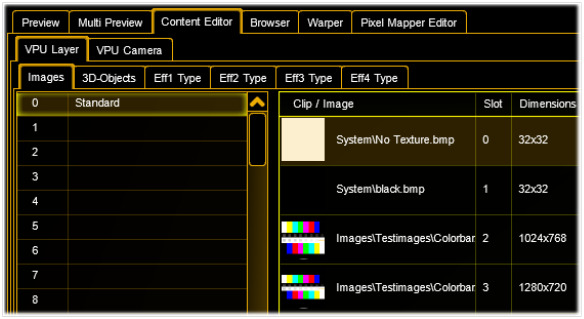 Preview Multi Preview Content Editor Browser Warper Pixel Mapper Editor
VPU Layer VPU Camera
Images 3D-Objects Eff1 Type Eff2 Type Eff3 Type Eff4 Type
0 Standard
1
2
3
4
5
6
7
8
Clip / Image Slot Dimensions
System\No Texture.bmp 0 32x32
System\black.bmp 1 32x32
Images\Testimages\Colorbar 2 1024x768
Images\Testimages\Colorbar 3 1280x720